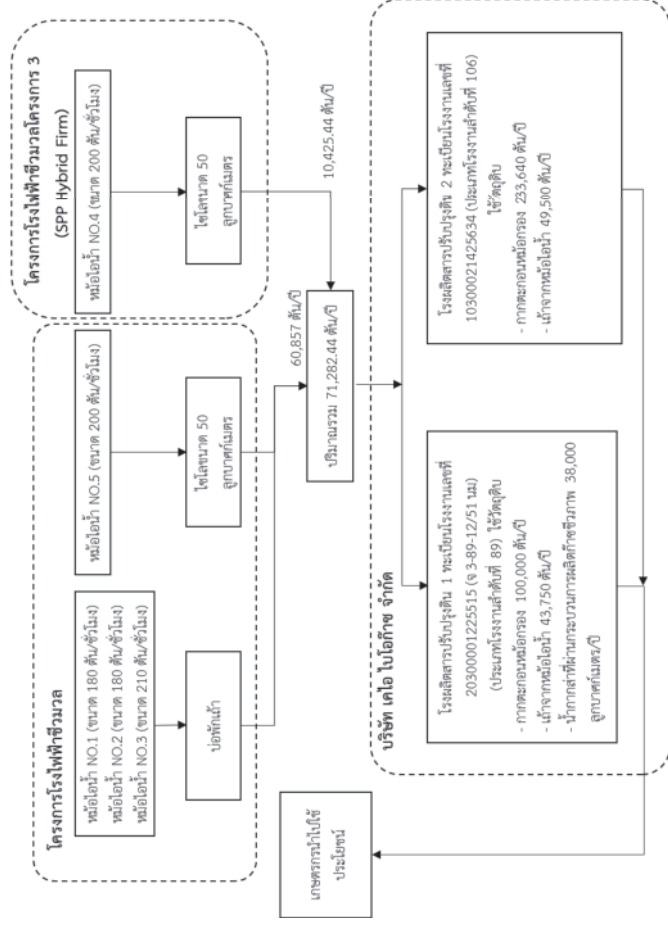 โครงการโรงไฟฟ้าชีวมวล
หม้อไอน้ำ NO.1 (ขนาด 180 ตัน/ชั่วโมง)
หม้อไอน้ำ NO.2 (ขนาด 180 ตัน/ชั่วโมง)
หม้อไอน้ำ NO.3 (ขนาด 210 ตัน/ชั่วโมง)
บ่อพักเถ้า
หม้อไอน้ำ NO.5 (ขนาด 200 ตัน/ชั่วโมง)
ไซโลขนาด 50
ลูกบาศก์เมตร
โครงการโรงไฟฟ้าชีวมวลโครงการ 3
(SPP Hybrid Firm)
หม้อไอน้ำ NO.4 (ขนาด 200 ตัน/ชั่วโมง)
ไซโลขนาด 50
ลูกบาศก์เมตร
60,857 ตัน/ปี
10,425.44 ตัน/ปี
ปริมาณรวม 71,282.44 ตัน/ปี
บริษัท เคไอ ไบโอก๊าซ จำกัด
โรงผลิตสารปรับปรุงดิน 1 ทะเบียนโรงงานเลขที่
20300001225515 (จ 3-89-12/51 นม)
(ประเภทโรงงานลำดับที่ 89) ใช้วัตถุดิบ
- กากตะกอนหม้อกรอง 100,000 ตัน/ปี
- เถ้าจากหม้อไอน้ำ 43,750 ตัน/ปี
- น้ำกากส่าที่ผ่านกระบวนการผลิตก๊าซชีวภาพ 38,000
ลูกบาศก์เมตร/ปี
โรงผลิตสารปรับปรุงดิน 2 ทะเบียนโรงงานเลขที่
10300021425634 (ประเภทโรงงานลำดับที่ 106)
ใช้วัตถุดิบ
- กากตะกอนหม้อกรอง 233,640 ตัน/ปี
- เถ้าจากหม้อไอน้ำ 49,500 ตัน/ปี
เกษตรกรนำไปใช้
ประโยชน์